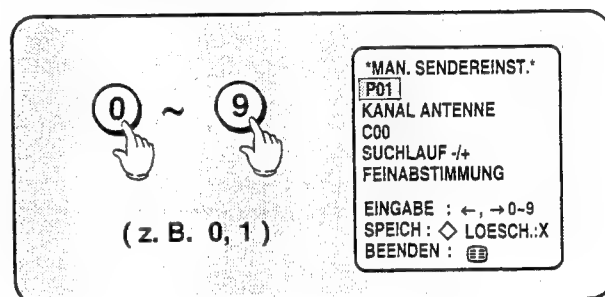 0 ~ 9
( z. B. 0, 1 )
*MAN. SENDEREINST.*
P01
KANAL ANTENNE
C00
SUCHLAUF -/+
FEINABSTIMMUNG
EINGABE : ←, → 0~9
SPEICH : ◇ LOESCH.:X
BEENDEN :